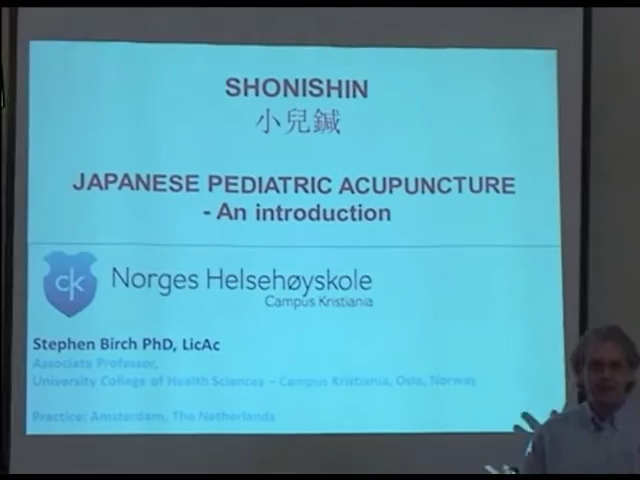 SHONISHIN
小兒鍼
JAPANESE PEDIATRIC ACUPUNCTURE
- An introduction
ck
Norges Helsehøyskole
Campus Kristiania
Stephen Birch PhD, LicAc
Associate Professor,
University College of Health Sciences – Campus Kristiania, Oslo, Norway
Practice: Amsterdam, The Netherlands